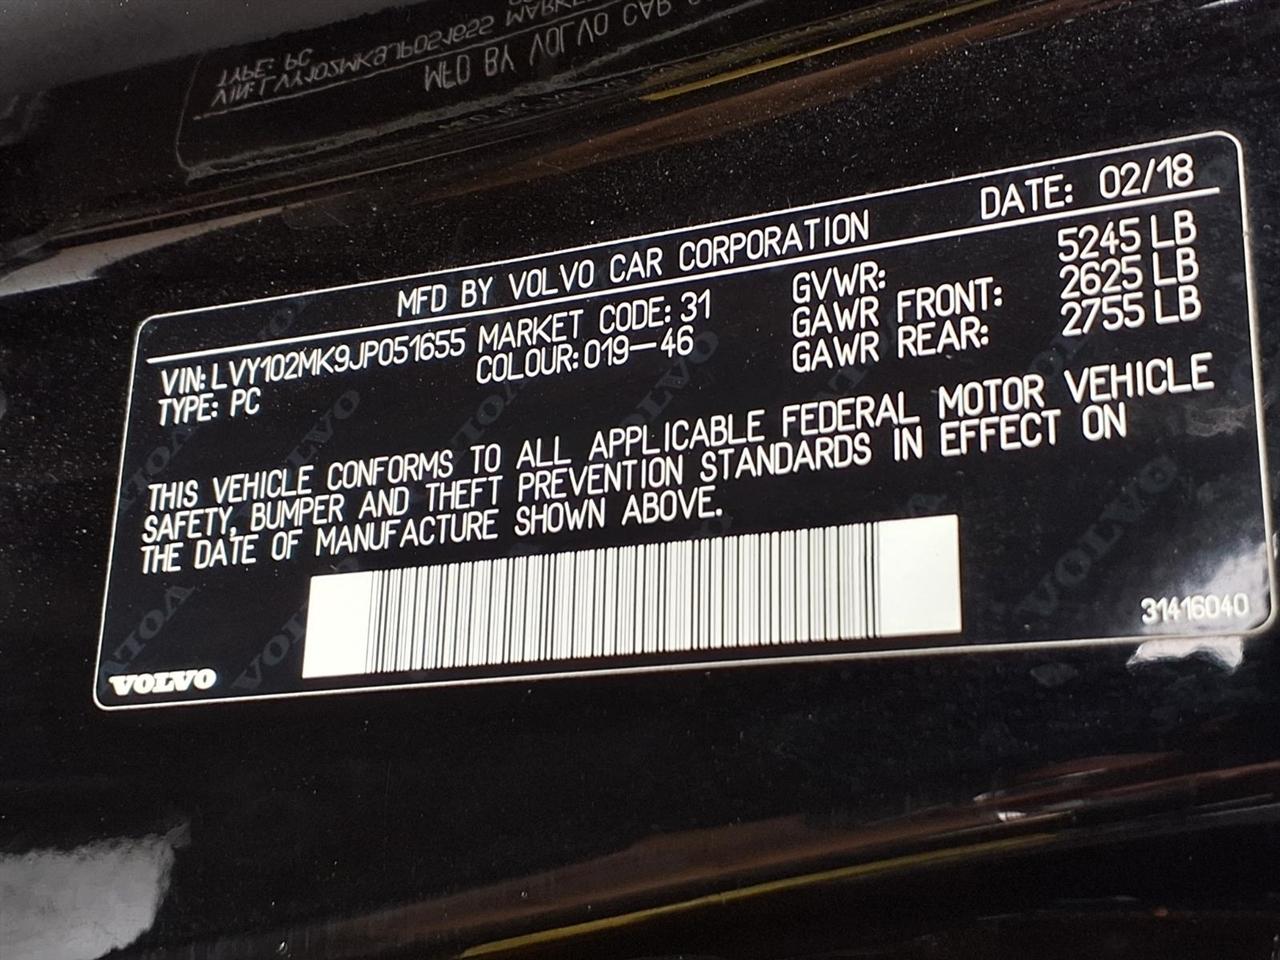 MFD BY VOLVO CAR CORPORATION DATE: 02/18
VIN: LVY102MK9JP051655 MARKET CODE: 31 GVWR: 5245 LB
TYPE: PC COLOUR: 019-46 GAWR FRONT: 2625 LB
GAWR REAR: 2755 LB
THIS VEHICLE CONFORMS TO ALL APPLICABLE FEDERAL MOTOR VEHICLE
SAFETY, BUMPER AND THEFT PREVENTION STANDARDS IN EFFECT ON
THE DATE OF MANUFACTURE SHOWN ABOVE.
31416040
VOLVO